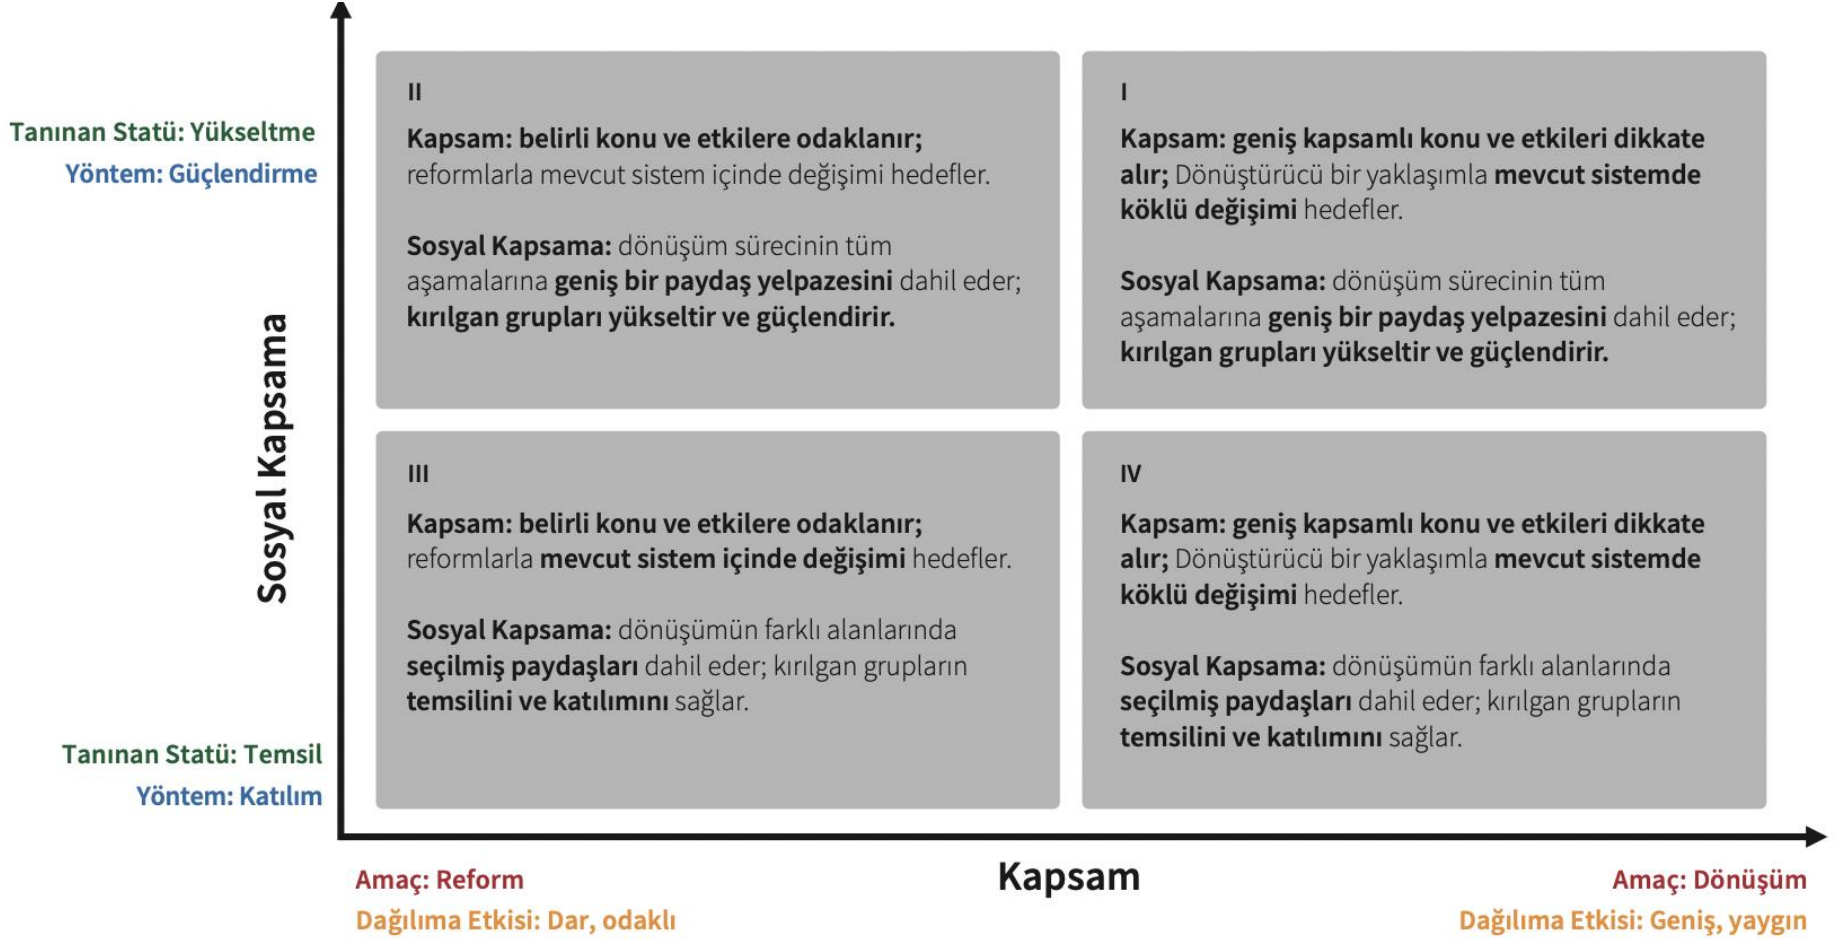 Tanınan Statü: Yükseltme
Yöntem: Güçlendirme
Sosyal Kapsama
Tanınan Statü: Temsil
Yöntem: Katılım
II
Kapsam: belirli konu ve etkilere odaklanır;
reformlarla mevcut sistem içinde değişimi hedefler.
Sosyal Kapsama: dönüşüm sürecinin tüm
aşamalarına geniş bir paydaş yelpazesini dahil eder;
kırılgan grupları yükseltir ve güçlendirir.
I
Kapsam: geniş kapsamlı konu ve etkileri dikkate
alır; Dönüştürücü bir yaklaşımla mevcut sistemde
köklü değişimi hedefler.
Sosyal Kapsama: dönüşüm sürecinin tüm
aşamalarına geniş bir paydaş yelpazesini dahil eder;
kırılgan grupları yükseltir ve güçlendirir.
III
Kapsam: belirli konu ve etkilere odaklanır;
reformlarla mevcut sistem içinde değişimi hedefler.
Sosyal Kapsama: dönüşümün farklı alanlarında
seçilmiş paydaşları dahil eder; kırılgan grupların
temsilini ve katılımını sağlar.
IV
Kapsam: geniş kapsamlı konu ve etkileri dikkate
alır; Dönüştürücü bir yaklaşımla mevcut sistemde
köklü değişimi hedefler.
Sosyal Kapsama: dönüşümün farklı alanlarında
seçilmiş paydaşları dahil eder; kırılgan grupların
temsilini ve katılımını sağlar.
Amaç: Reform
Dağılıma Etkisi: Dar, odaklı
Kapsam
Amaç: Dönüşüm
Dağılıma Etkisi: Geniş, yaygın